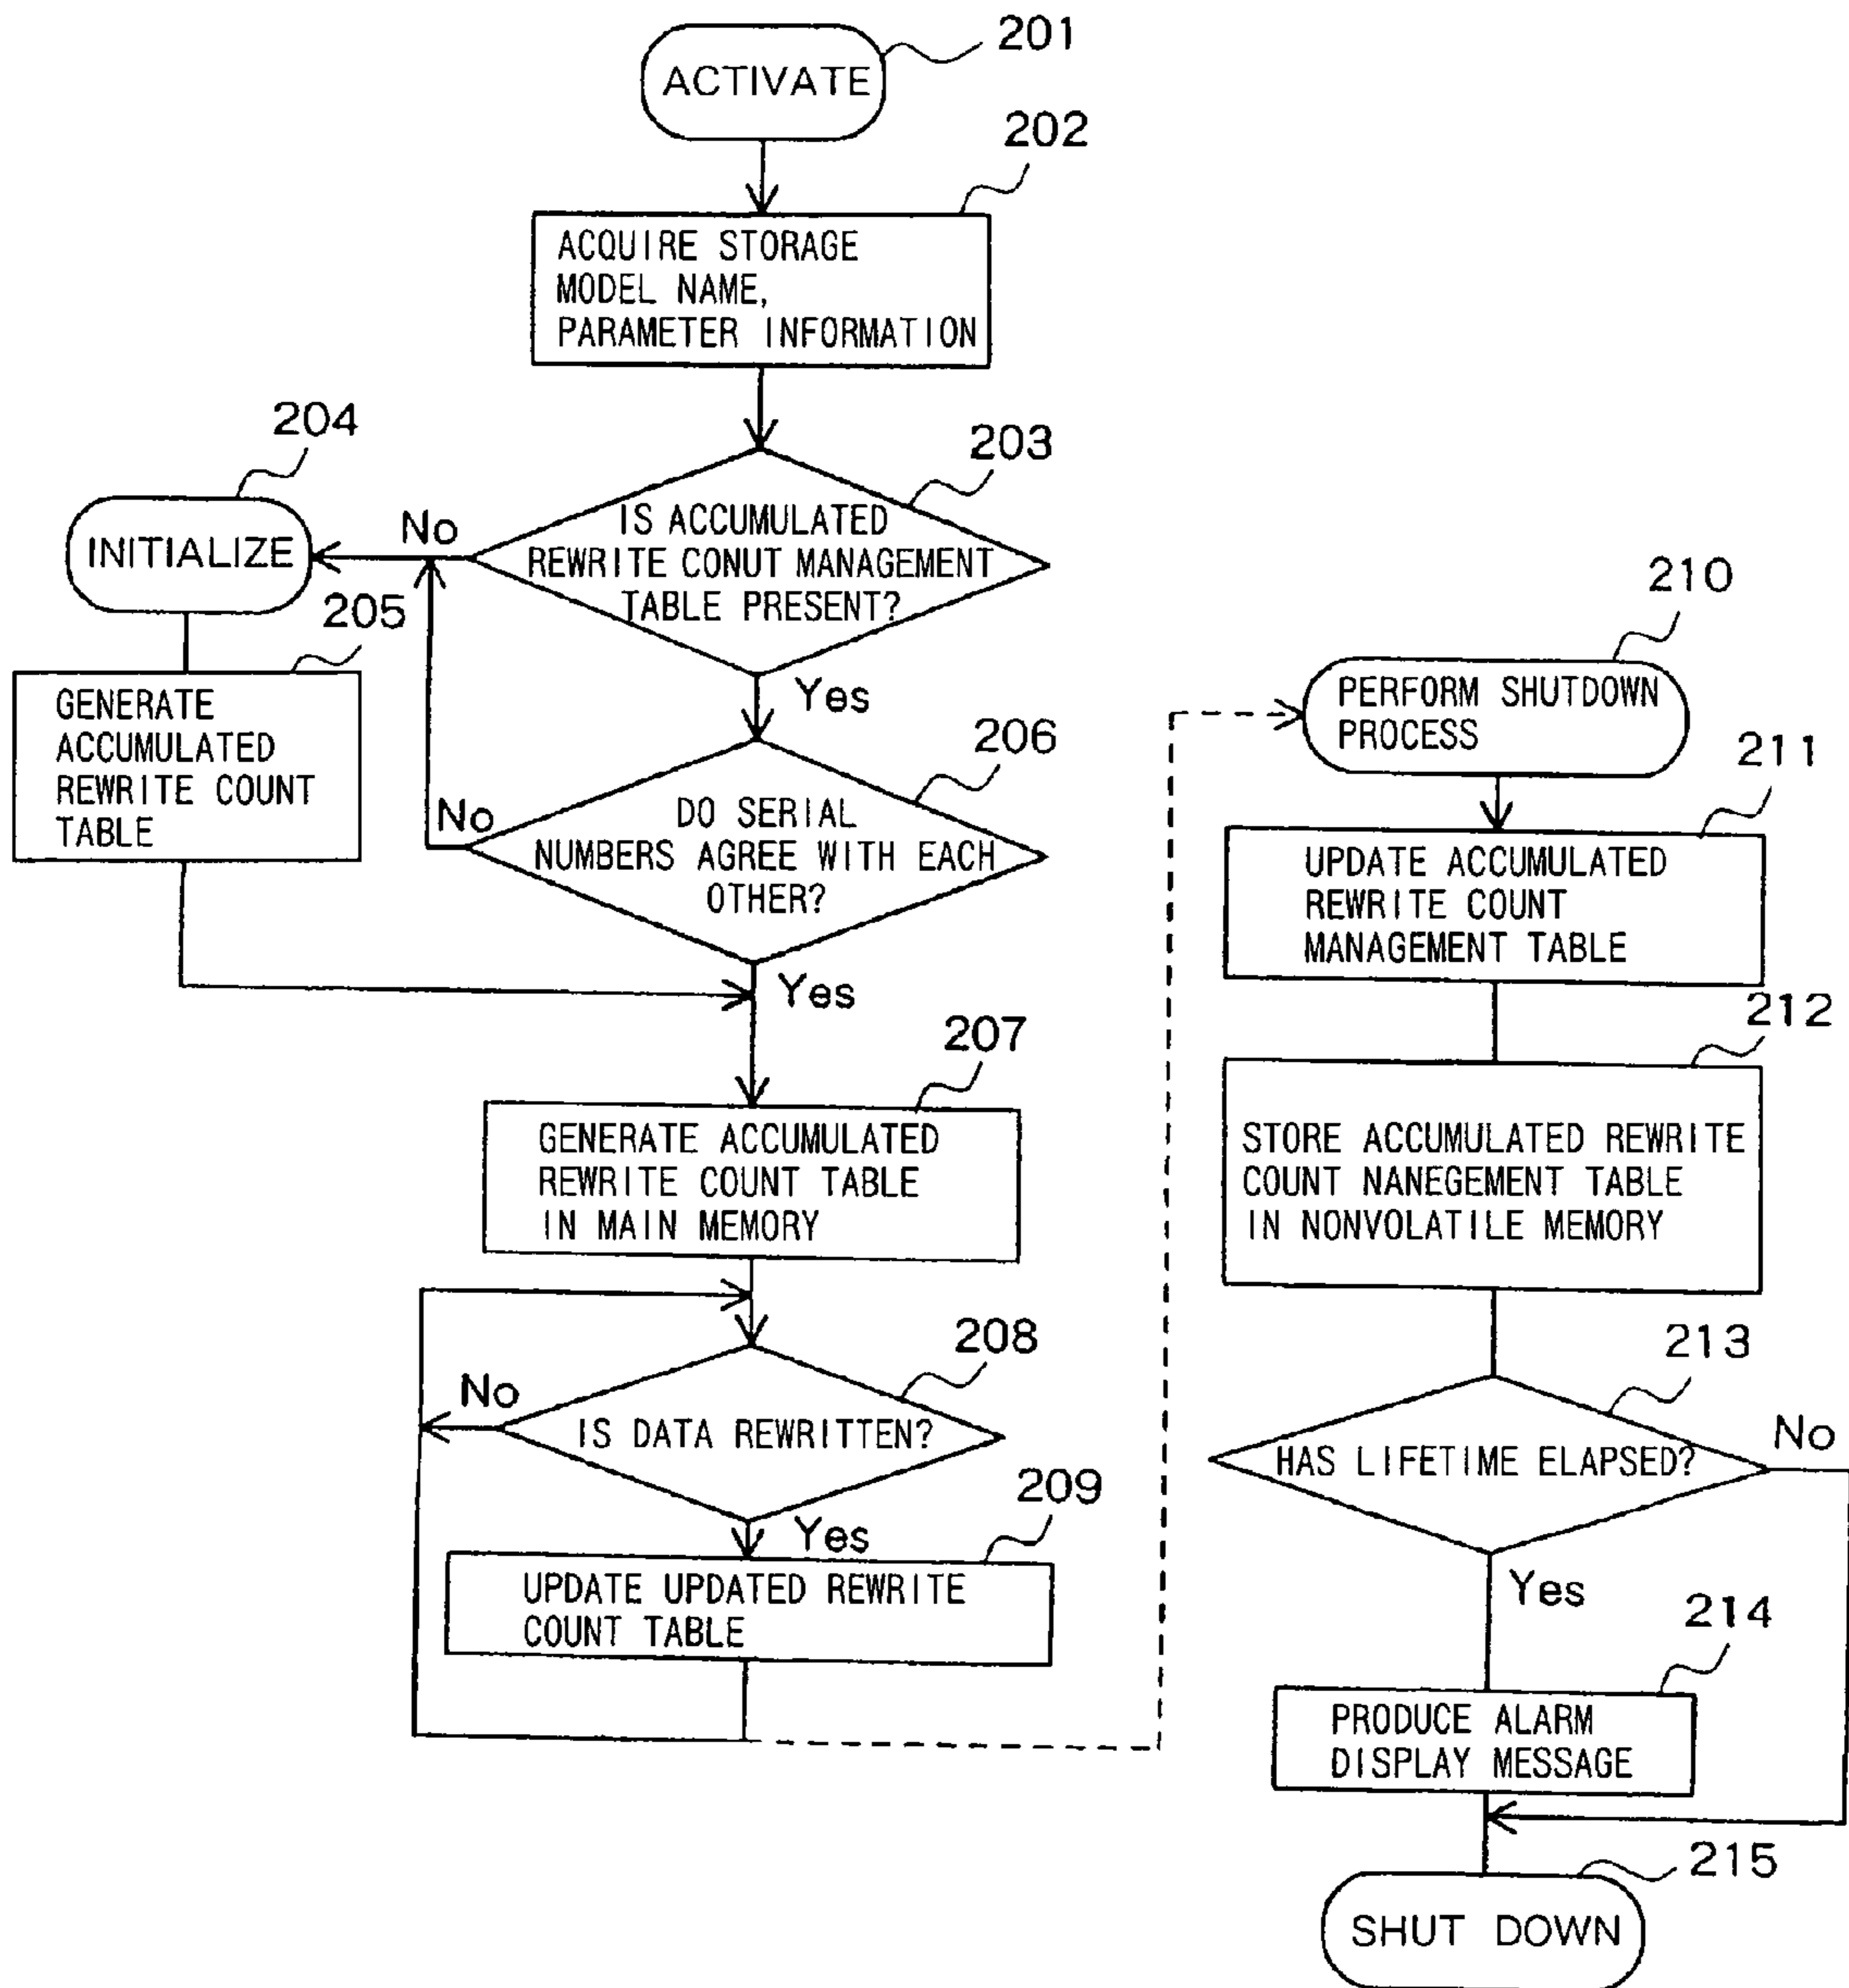 201
ACTIVATE
202
ACQUIRE STORAGE
MODEL NAME,
PARAMETER INFORMATION
203
IS ACCUMULATED
REWRITE CONUT MANAGEMENT
TABLE PRESENT?
No
Yes
204
INITIALIZE
205
GENERATE
ACCUMULATED
REWRITE COUNT
TABLE
206
DO SERIAL
NUMBERS AGREE WITH EACH
OTHER?
No
Yes
207
GENERATE ACCUMULATED
REWRITE COUNT TABLE
IN MAIN MEMORY
208
IS DATA REWRITTEN?
No
Yes
209
UPDATE UPDATED REWRITE
COUNT TABLE
210
PERFORM SHUTDOWN
PROCESS
211
UPDATE ACCUMULATED
REWRITE COUNT
MANAGEMENT TABLE
212
STORE ACCUMULATED REWRITE
COUNT NANEGEMENT TABLE
IN NONVOLATILE MEMORY
213
HAS LIFETIME ELAPSED?
No
Yes
214
PRODUCE ALARM
DISPLAY MESSAGE
215
SHUT DOWN